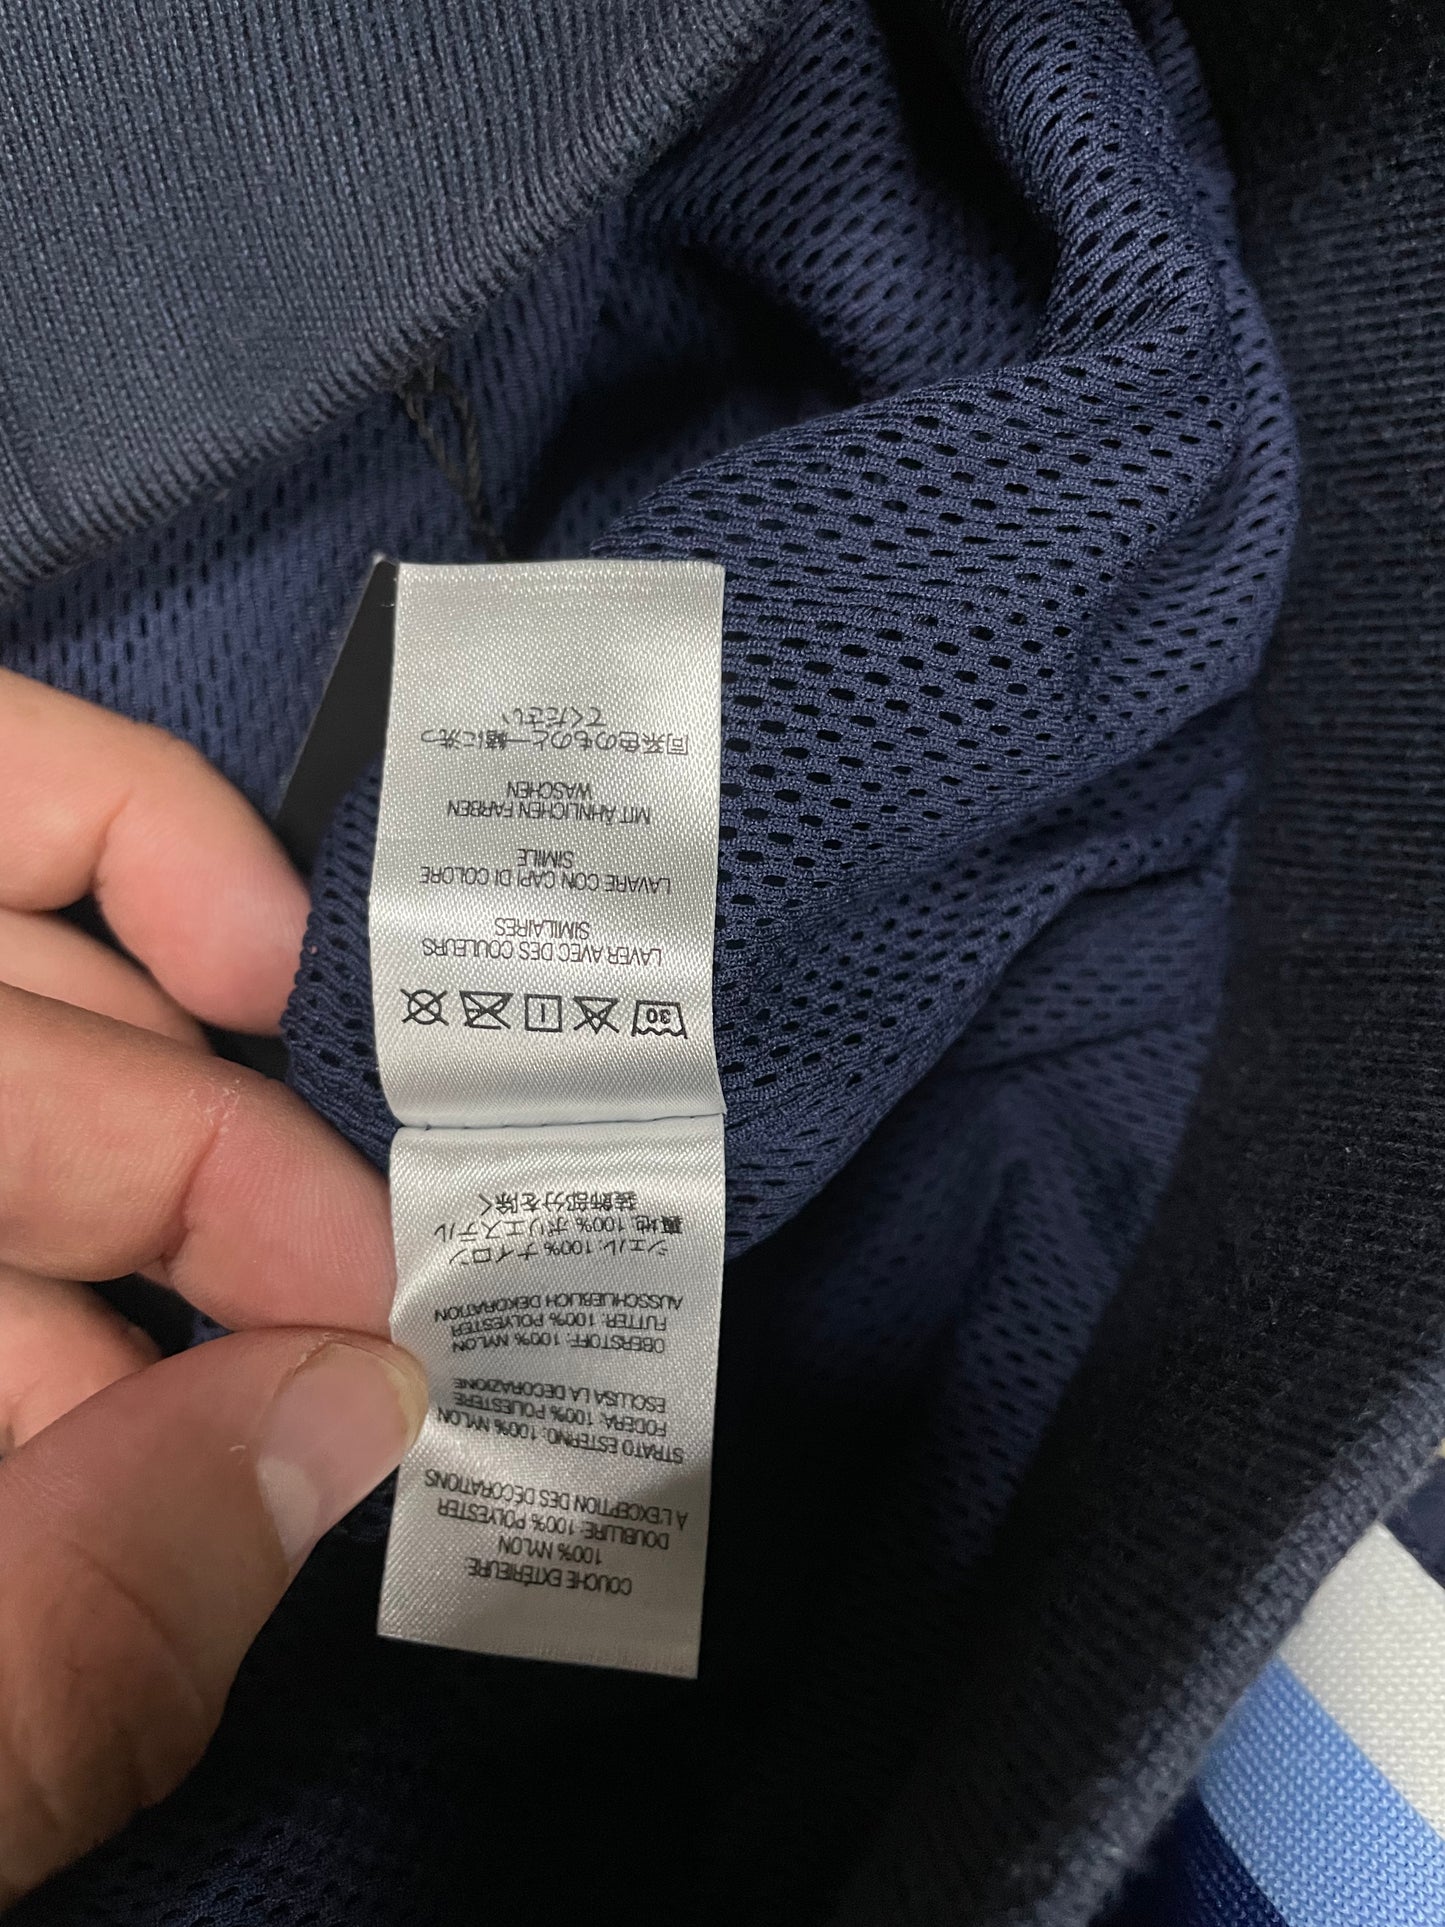 COUCHE EXTÉRIEURE:
100% NYLON
DOUBLURE: 100% POLYESTER
A L'EXCEPTION DES DÉCORATIONS
STRATO ESTERNO: 100% NYLON
FODERA: 100% POLIESTERE
ESCLUSA LA DECORAZIONE
OBERSTOFF: 100% NYLON
FUTTER: 100% POLYESTER
AUSSCHLIEBLICH DEKORATION
シェル: 100% ナイロン
裏地: 100% ポリエステル
装飾部分を除く
30
LAVER AVEC DES COULEURS
SIMILAIRES
LAVARE CON CAPI DI COLORE
SIMILE
MIT ÄHNLICHEN FARBEN
WASCHEN
同系色のものと一緒に洗っ
てください